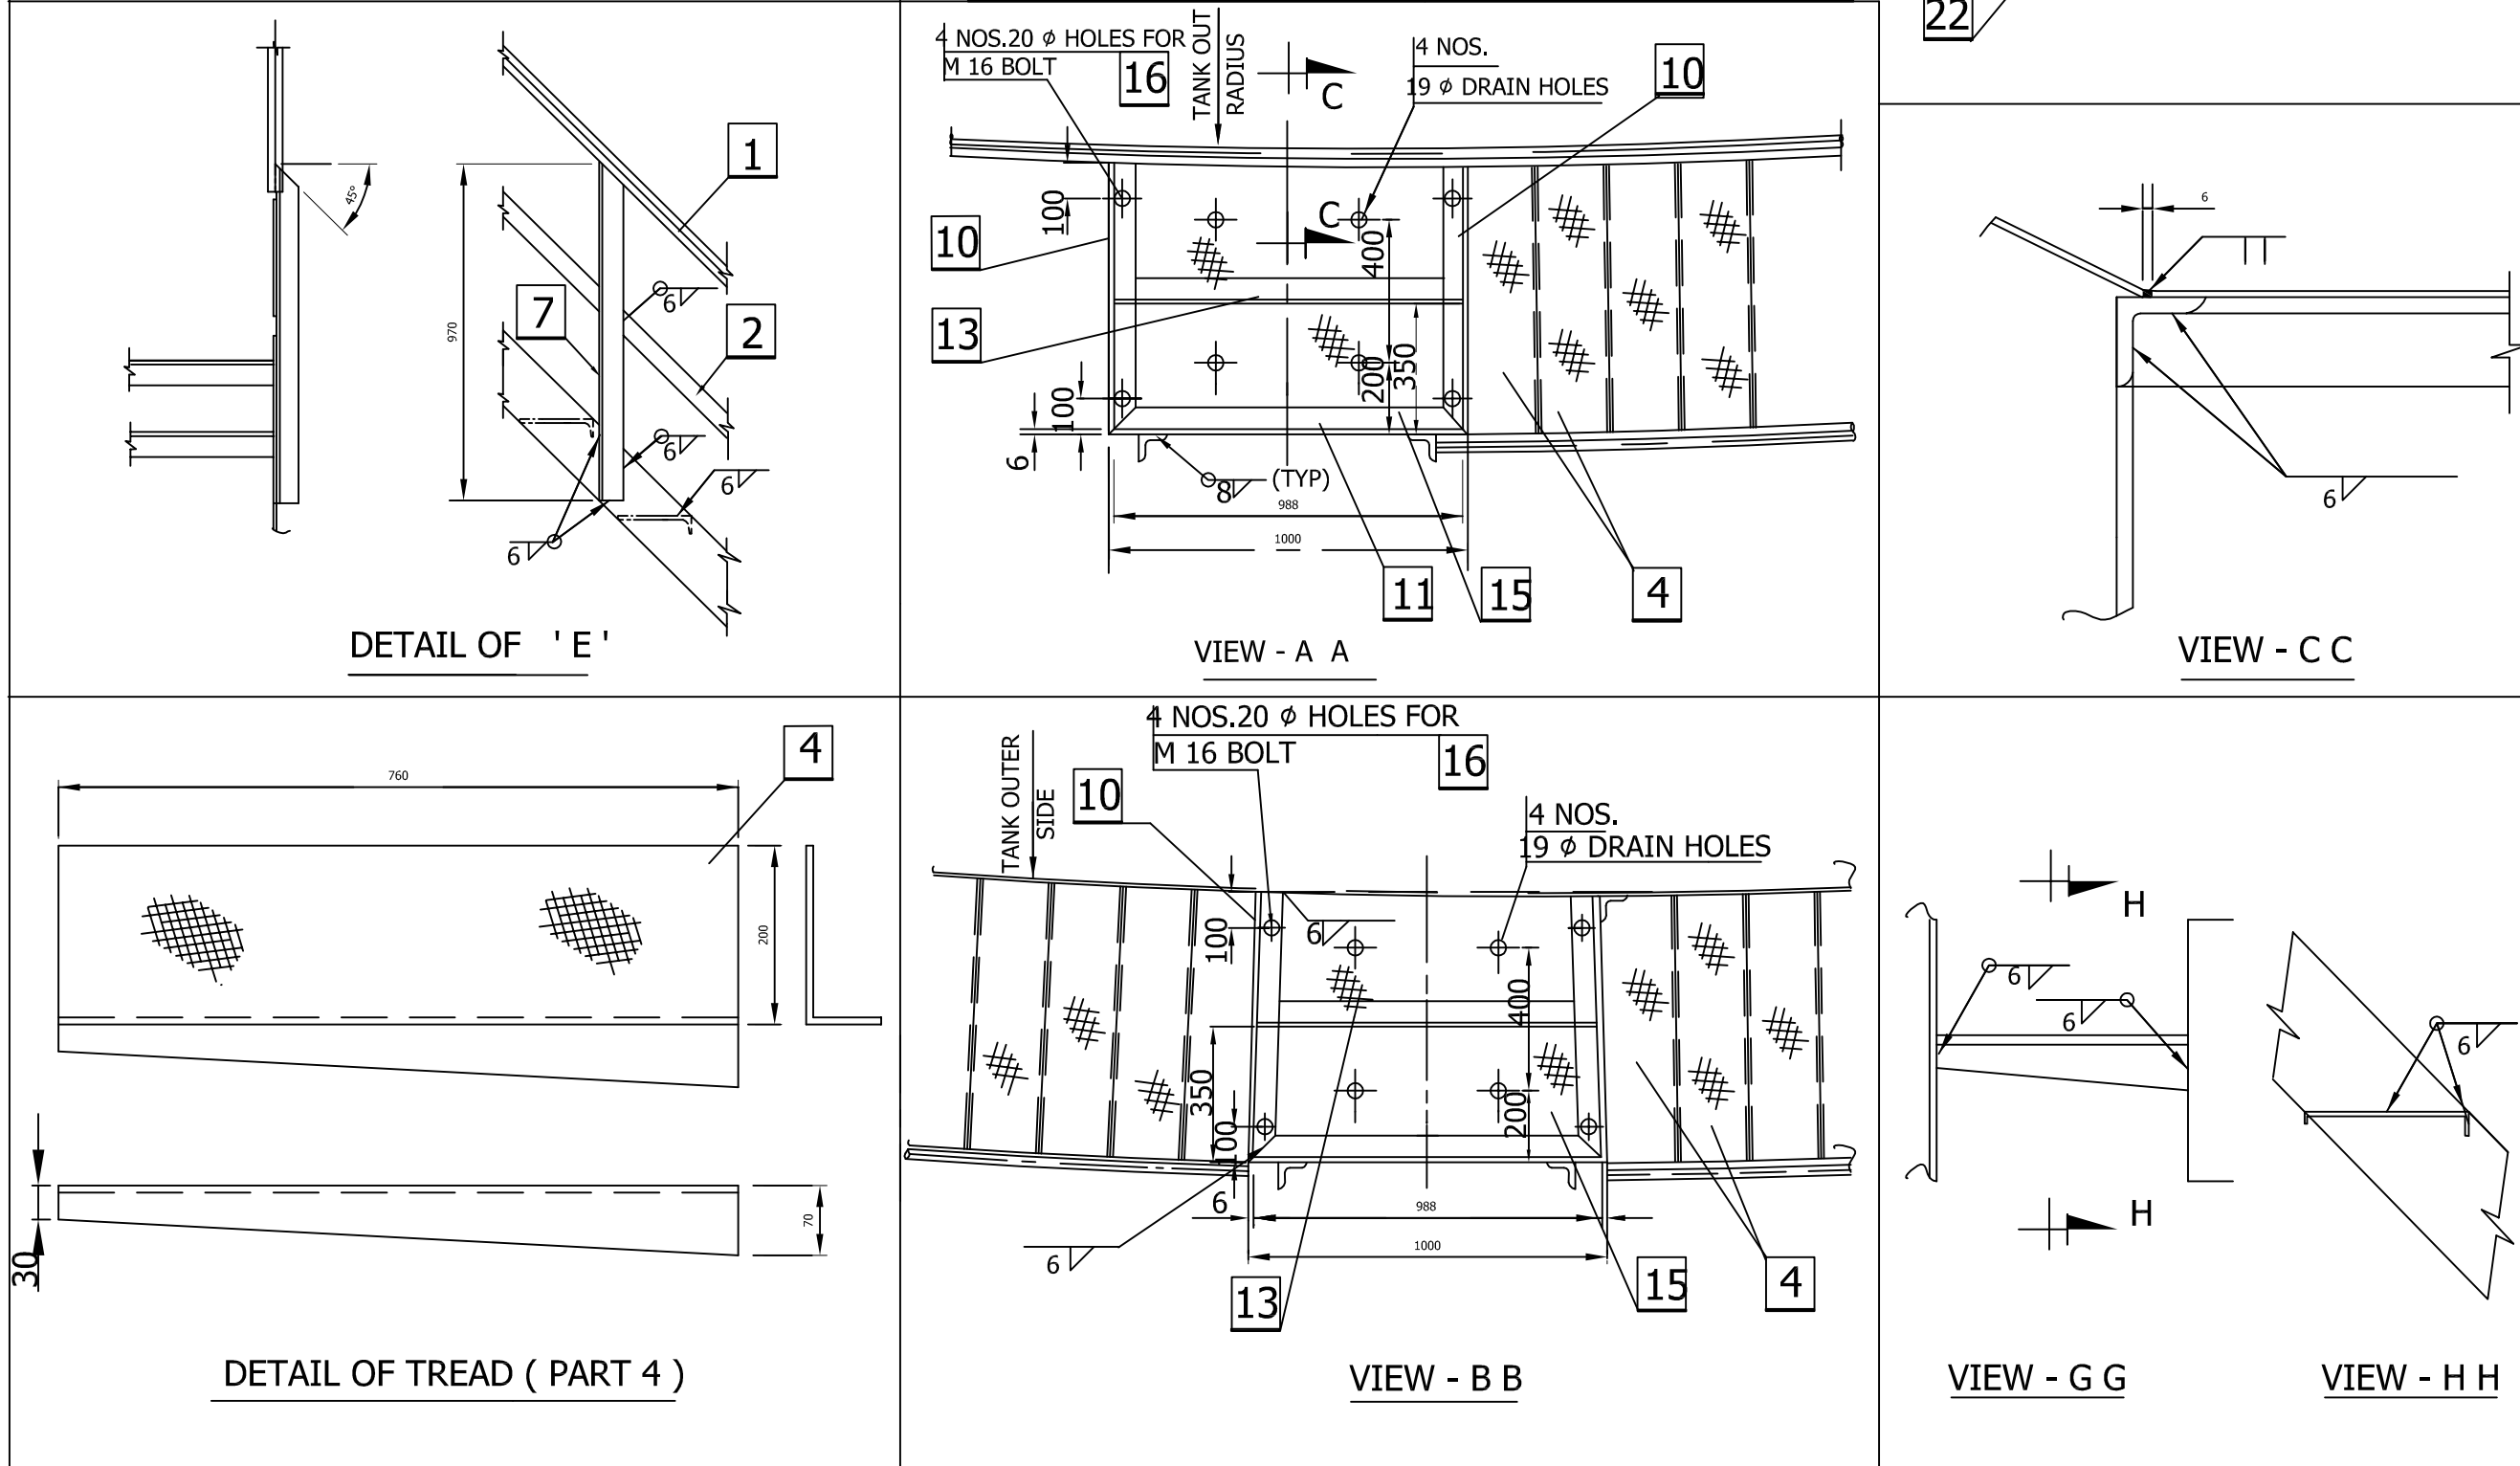 22
45°
970
1
7
2
6
6
6
6
DETAIL OF ' E '
4 NOS.20 ϕ HOLES FOR
M 16 BOLT
16
TANK OUT
RADIUS
C
C
4 NOS.
19 ϕ DRAIN HOLES
10
10
13
100
100
6
400
200
350
8 (TYP)
988
1000
11
15
4
VIEW - A A
6
6
VIEW - C C
4
760
200
30
70
DETAIL OF TREAD ( PART 4 )
4 NOS.20 ϕ HOLES FOR
M 16 BOLT
16
TANK OUTER
SIDE
10
4 NOS.
19 ϕ DRAIN HOLES
100
6
400
350
200
100
6
988
1000
6
13
15
4
VIEW - B B
H
H
6
6
6
VIEW - G G
VIEW - H H